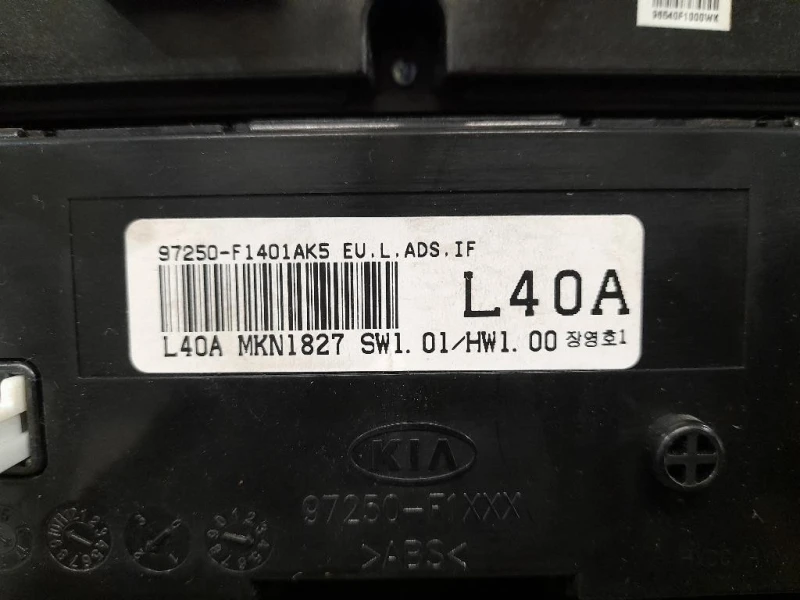 96540F1000WK
97250-F1401AK5 EU.L.ADS.IF
L40A
L40A MKN1827 SW1.01/HW1.00 장영호1
KIA
97250-F1XXX
>ABS<